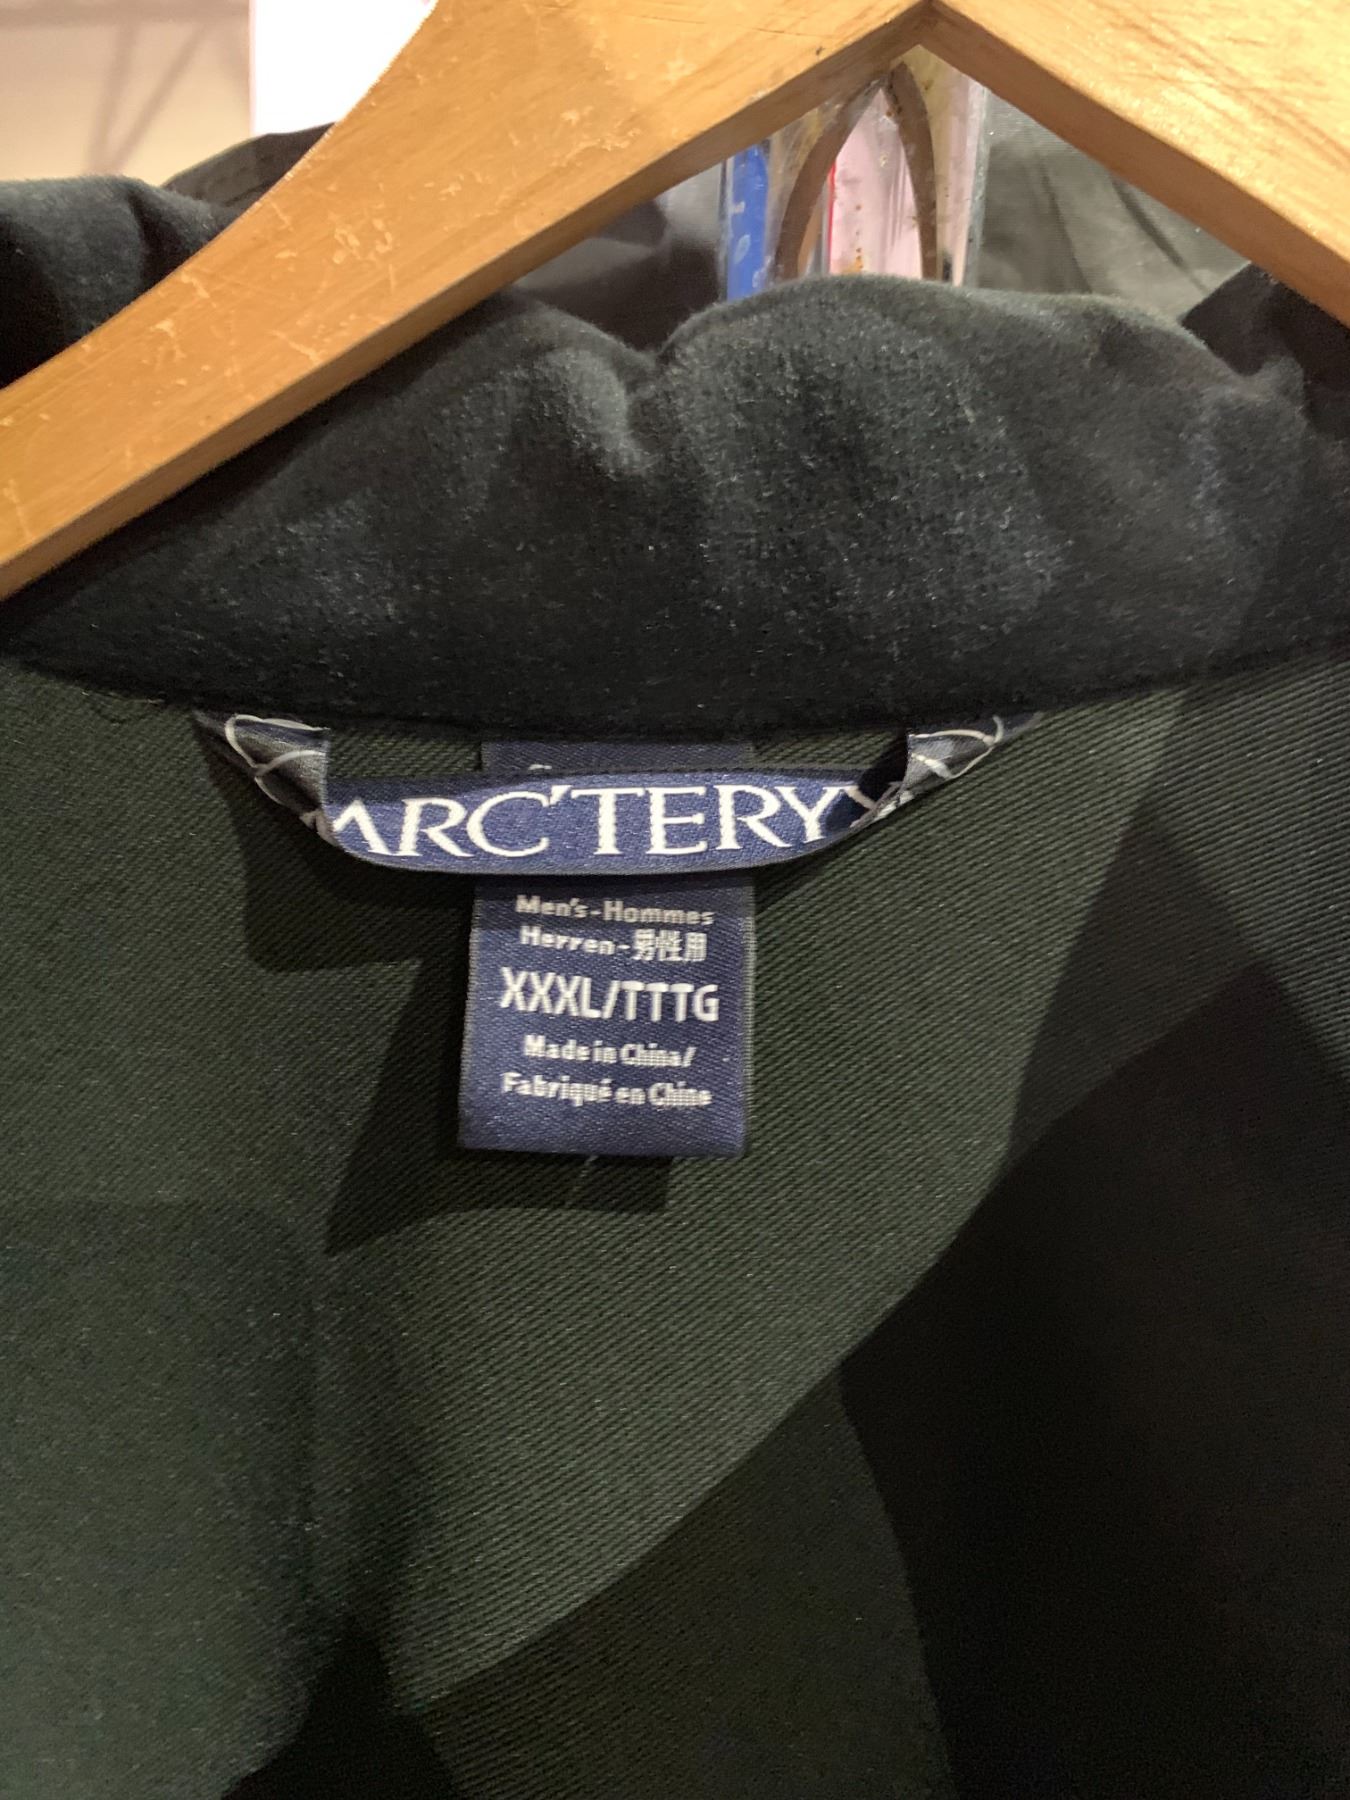 ARC'TERYX
Men's-Hommes
Herren-男性用
XXXL/TTTG
Made in China/
Fabriqué en Chine